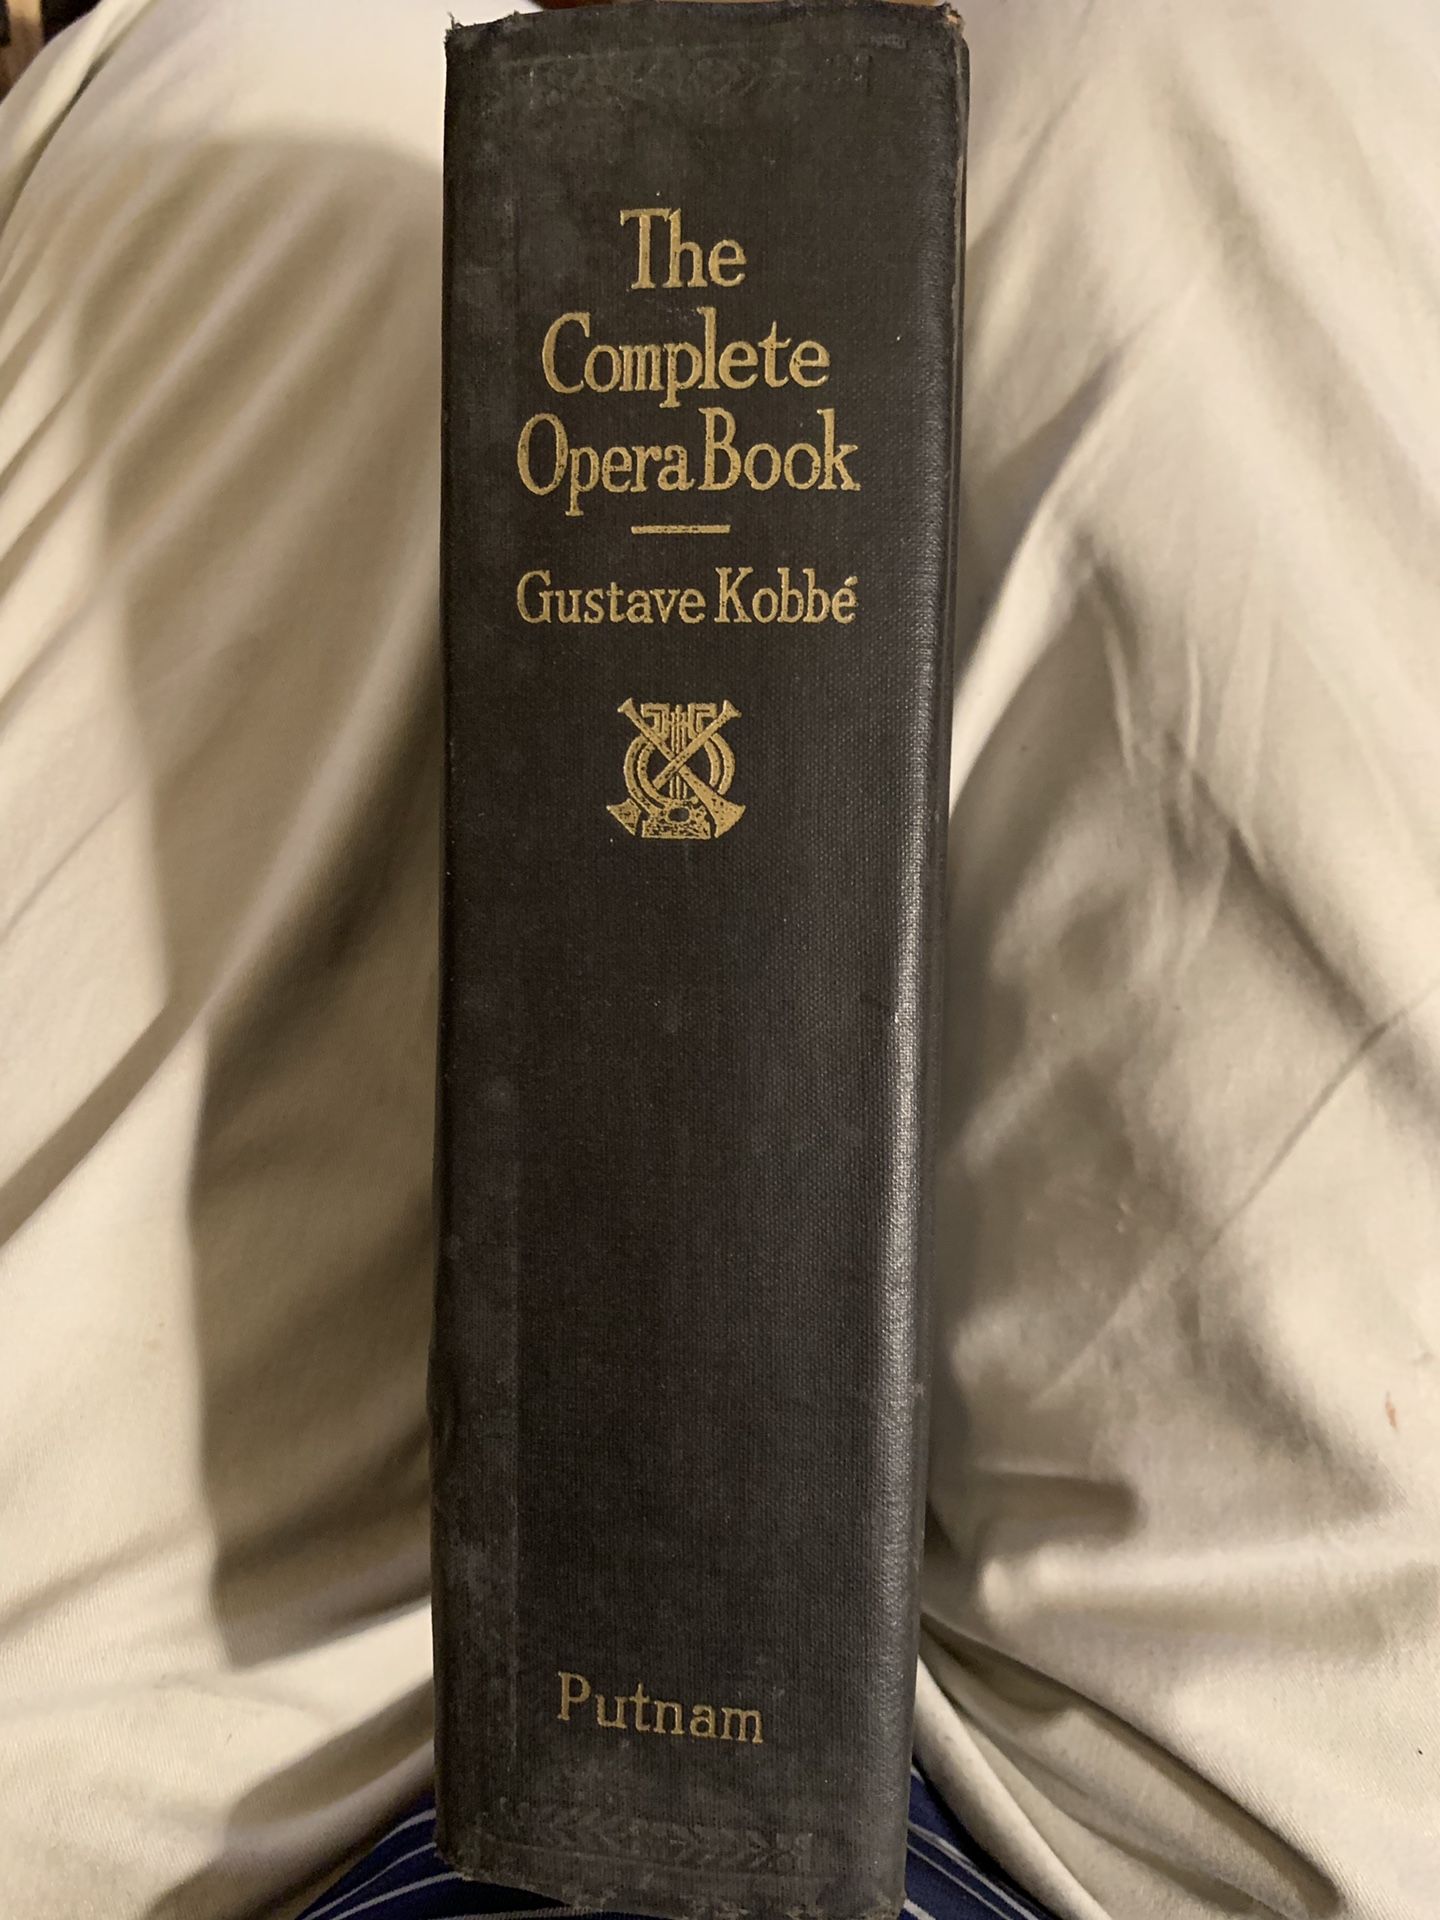 The
Complete
Opera Book
Gustave Kobbé
Putnam